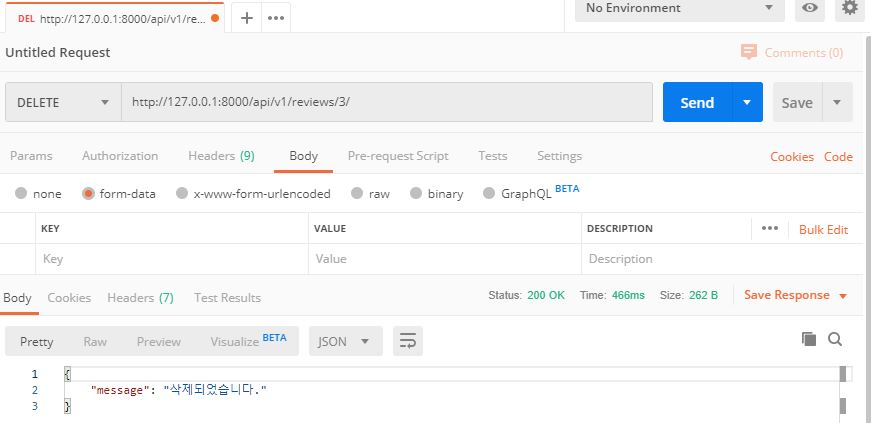 DEL http://127.0.0.1:8000/api/v1/re... + ••• No Environment
Untitled Request Comments (0)
DELETE http://127.0.0.1:8000/api/v1/reviews/3/ Send Save
Params Authorization Headers (9) Body Pre-request Script Tests Settings Cookies Code
none form-data x-www-form-urlencoded raw binary GraphQL BETA
KEY VALUE DESCRIPTION ••• Bulk Edit
Key Value Description
Body Cookies Headers (7) Test Results Status: 200 OK Time: 466ms Size: 262 B Save Response
Pretty Raw Preview Visualize BETA JSON
1 {
2 "message": "삭제되었습니다."
3 }